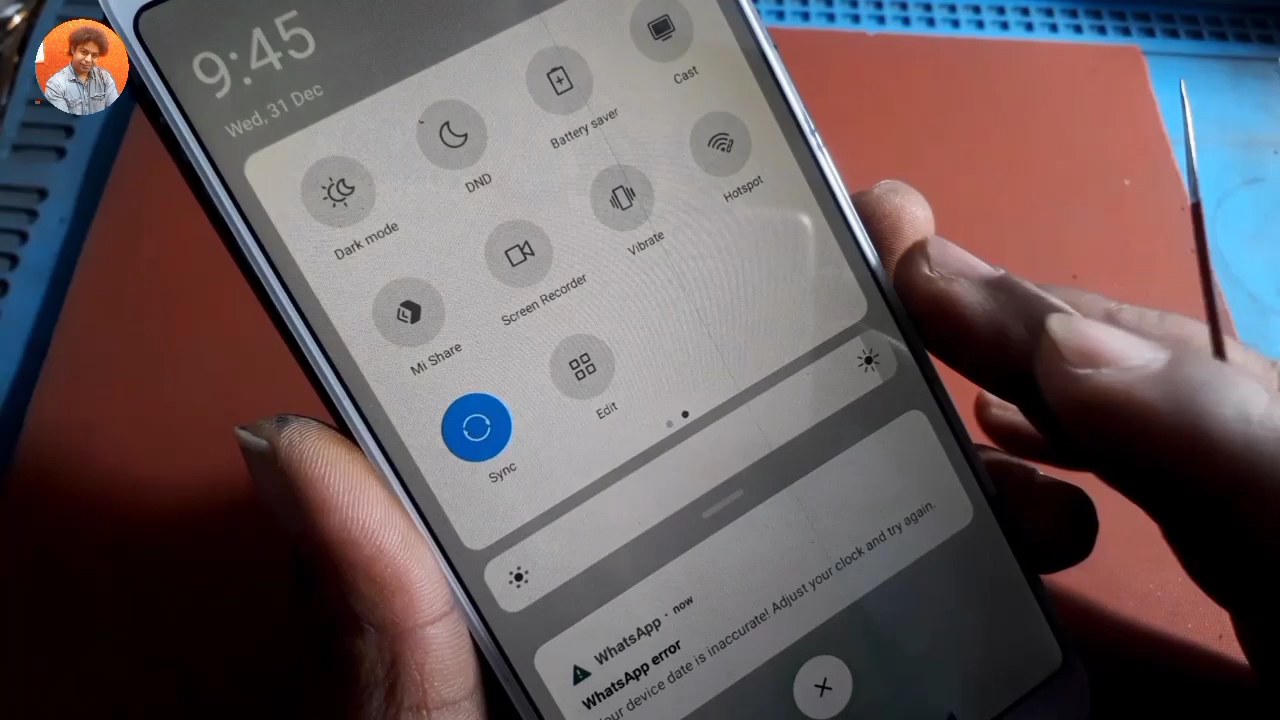 9:45
Wed, 31 Dec
Dark mode
DND
Battery saver
Cast
Mi Share
Screen Recorder
Vibrate
Hotspot
Sync
Edit
WhatsApp · now
WhatsApp error
our device date is inaccurate! Adjust your clock and try again.